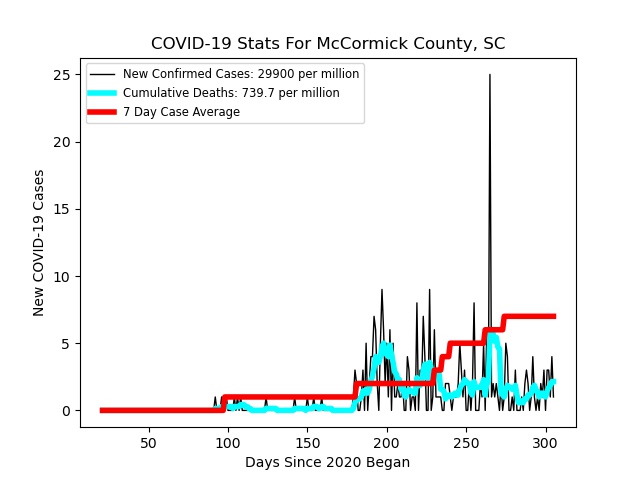 COVID-19 Stats For McCormick County, SC
New Confirmed Cases: 29900 per million
Cumulative Deaths: 739.7 per million
7 Day Case Average
New COVID-19 Cases
25
20
15
10
5
0
50 100 150 200 250 300
Days Since 2020 Began